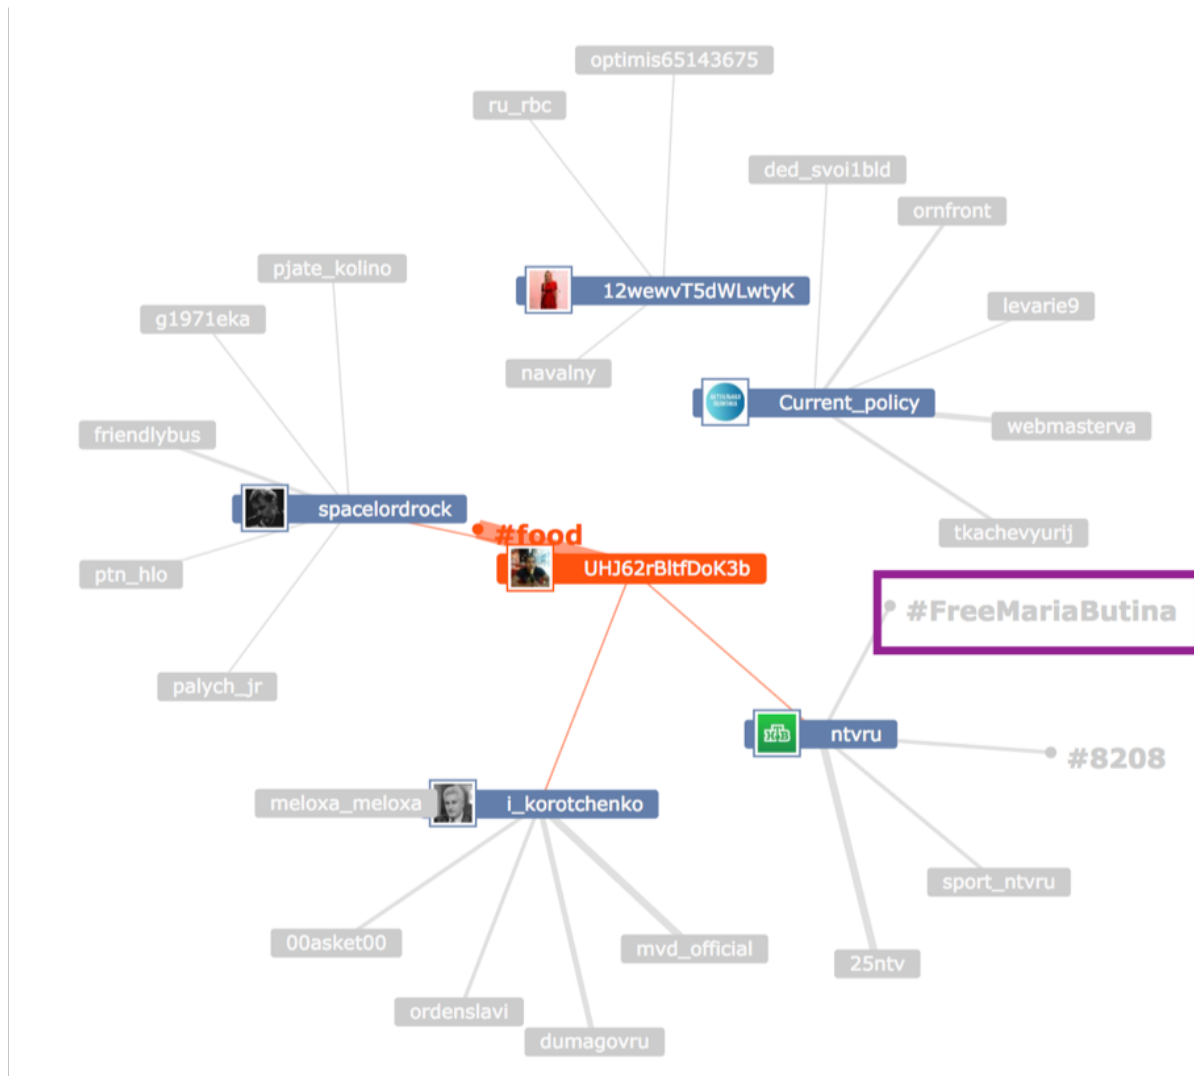 optimis65143675
ru_rbc
ded_svoi1bld
ornfront
pjate_kolino
12wewvT5dWLwtyK
levarie9
g1971eka
navalny
Current_policy
webmasterva
friendlybus
spacelordrock
#food
tkachevyurij
UHJ62rBltfDoK3b
ptn_hlo
#FreeMariaButina
palych_jr
ntvru
#8208
meloxa_meloxa
i_korotchenko
sport_ntvru
00asket00
mvd_official
25ntv
ordenslavi
dumagovru